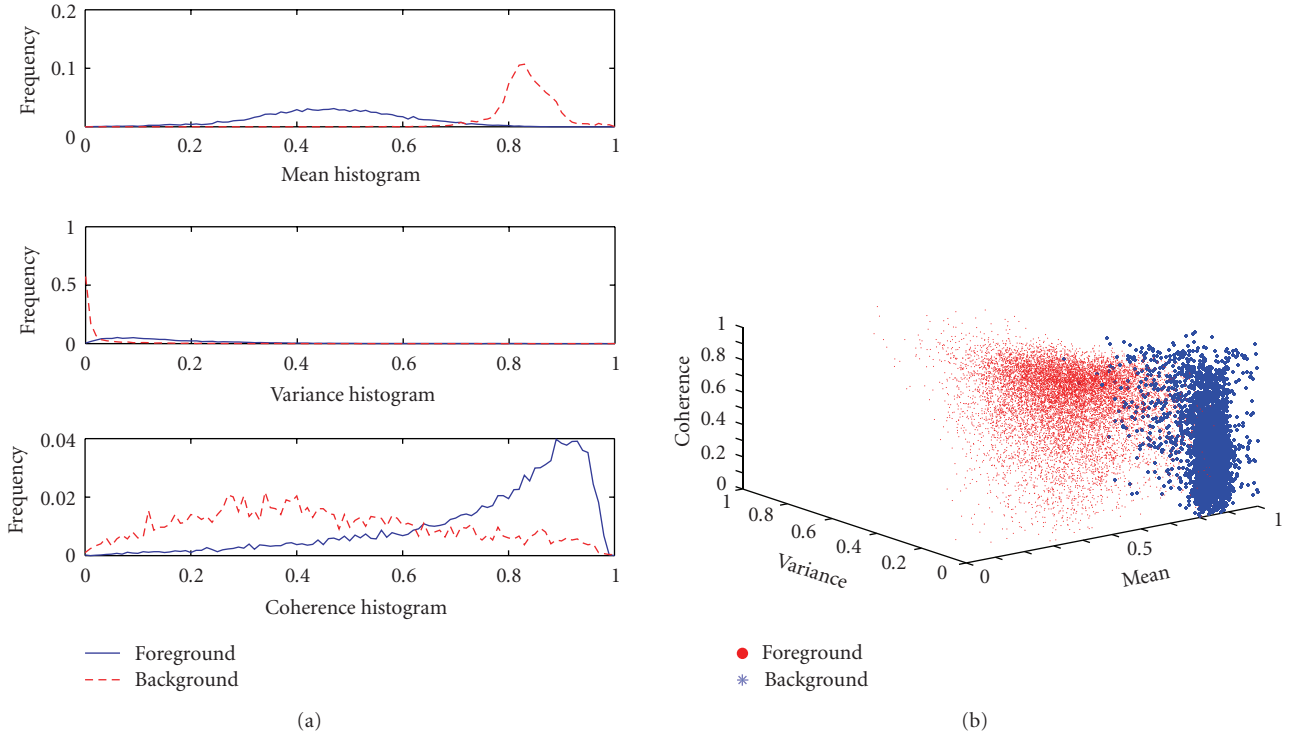 0.2
0.1
0
Frequency
0 0.2 0.4 0.6 0.8 1
Mean histogram
1
0.5
0
Frequency
0 0.2 0.4 0.6 0.8 1
Variance histogram
0.04
0.02
0
Frequency
0 0.2 0.4 0.6 0.8 1
Coherence histogram
Foreground
Background
(a)
1
0.8
0.6
0.4
0.2
0
Coherence
1
0.8
0.6
0.4
0.2
0
Variance
0
0.5
1
Mean
Foreground
Background
(b)